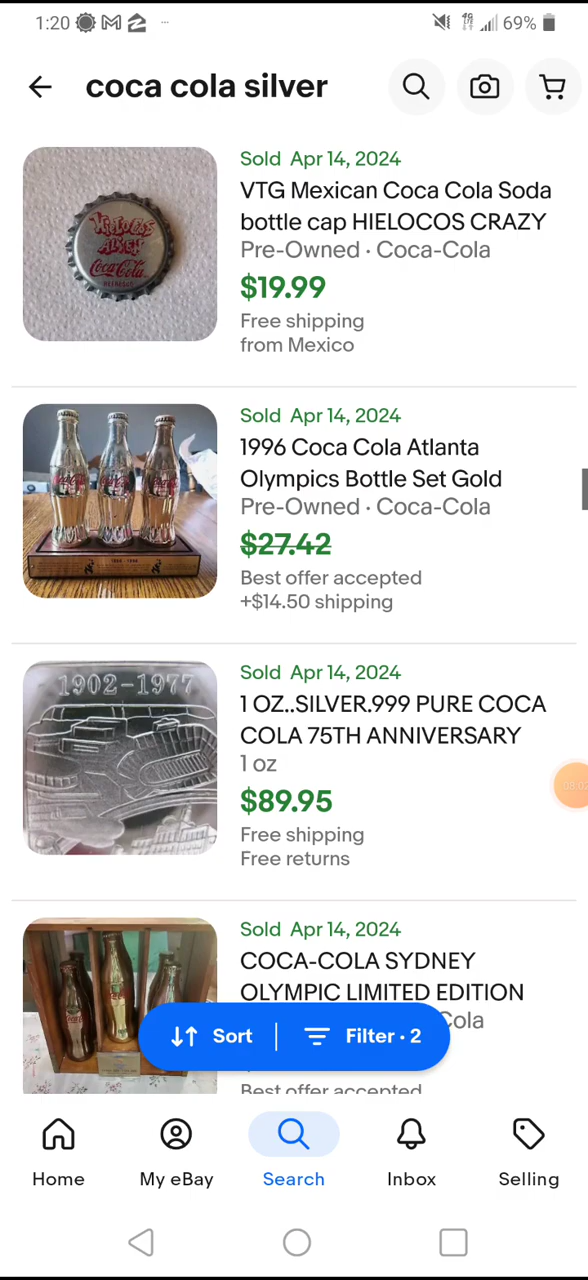 1:20
69%
coca cola silver
Sold Apr 14, 2024
VTG Mexican Coca Cola Soda
bottle cap HIELOCOS CRAZY
Pre-Owned · Coca-Cola
$19.99
Free shipping
from Mexico
HIELOCOS
ALIEN
Coca-Cola
Sold Apr 14, 2024
1996 Coca Cola Atlanta
Olympics Bottle Set Gold
Pre-Owned · Coca-Cola
$27.42
Best offer accepted
+$14.50 shipping
Sold Apr 14, 2024
1 OZ..SILVER.999 PURE COCA
COLA 75TH ANNIVERSARY
1 oz
$89.95
Free shipping
Free returns
1902-1977
Sold Apr 14, 2024
COCA-COLA SYDNEY
OLYMPIC LIMITED EDITION
Cola
Best offer accepted
Sort
Filter · 2
Home
My eBay
Search
Inbox
Selling